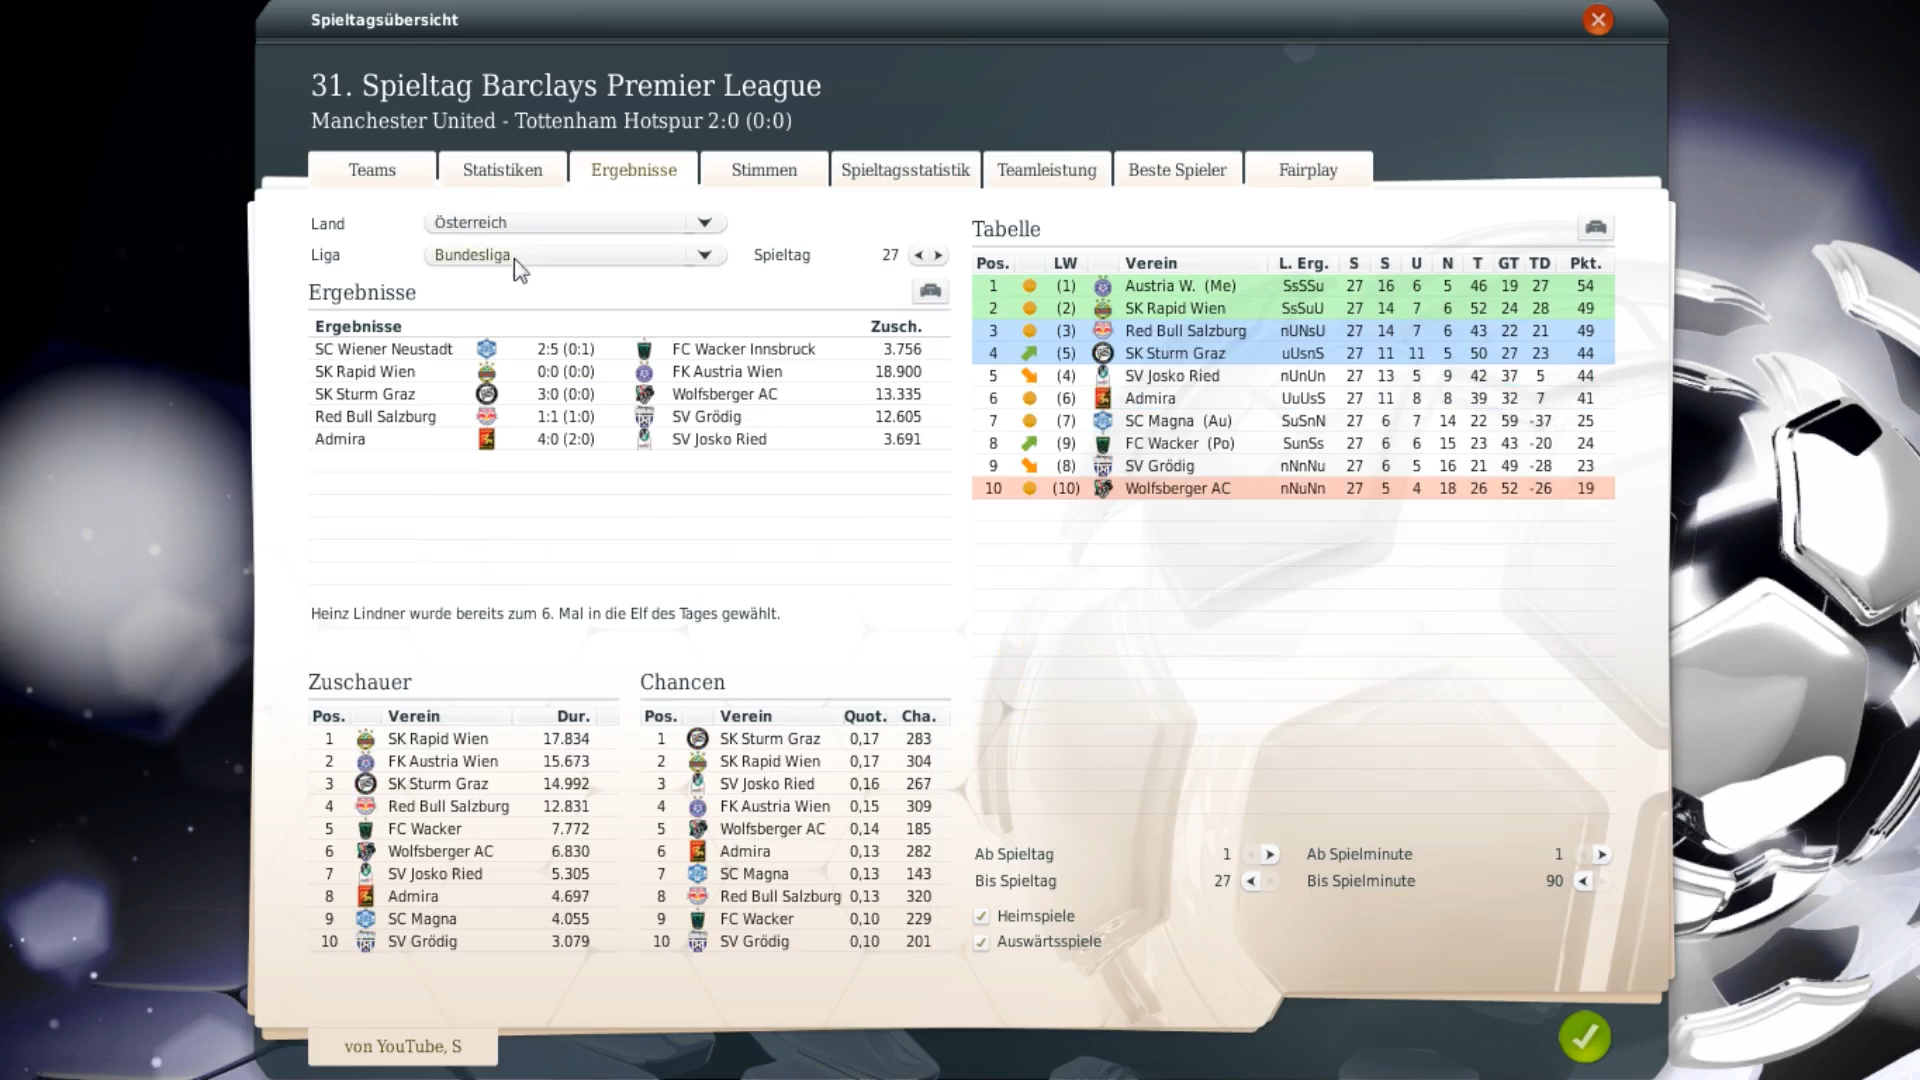 Spieltagsübersicht
31. Spieltag Barclays Premier League
Manchester United - Tottenham Hotspur 2:0 (0:0)
Teams Statistiken Ergebnisse Stimmen Spieltagsstatistik Teamleistung Beste Spieler Fairplay
Land Österreich
Liga Bundesliga Spieltag 27
Ergebnisse
Ergebnisse Zusch.
SC Wiener Neustadt 2:5 (0:1) FC Wacker Innsbruck 3.756
SK Rapid Wien 0:0 (0:0) FK Austria Wien 18.900
SK Sturm Graz 3:0 (0:0) Wolfsberger AC 13.335
Red Bull Salzburg 1:1 (1:0) SV Grödig 12.605
Admira 4:0 (2:0) SV Josko Ried 3.691
Heinz Lindner wurde bereits zum 6. Mal in die Elf des Tages gewählt.
Zuschauer
Pos. Verein Dur.
1 SK Rapid Wien 17.834
2 FK Austria Wien 15.673
3 SK Sturm Graz 14.992
4 Red Bull Salzburg 12.831
5 FC Wacker 7.772
6 Wolfsberger AC 6.830
7 SV Josko Ried 5.305
8 Admira 4.697
9 SC Magna 4.055
10 SV Grödig 3.079
Chancen
Pos. Verein Quot. Cha.
1 SK Sturm Graz 0,17 283
2 SK Rapid Wien 0,17 304
3 SV Josko Ried 0,16 267
4 FK Austria Wien 0,15 309
5 Wolfsberger AC 0,14 185
6 Admira 0,13 282
7 SC Magna 0,13 143
8 Red Bull Salzburg 0,13 320
9 FC Wacker 0,10 229
10 SV Grödig 0,10 201
Tabelle
Pos. LW Verein L. Erg. S S U N T GT TD Pkt.
1 (1) Austria W. (Me) SsSSu 27 16 6 5 46 19 27 54
2 (2) SK Rapid Wien SsSuU 27 14 7 6 52 24 28 49
3 (3) Red Bull Salzburg nUNsU 27 14 7 6 43 22 21 49
4 (5) SK Sturm Graz uUsnS 27 11 11 5 50 27 23 44
5 (4) SV Josko Ried nUnUn 27 13 5 9 42 37 5 44
6 (6) Admira UuUsS 27 11 8 8 39 32 7 41
7 (7) SC Magna (Au) SuSnN 27 6 7 14 22 59 -37 25
8 (9) FC Wacker (Po) SunSs 27 6 6 15 23 43 -20 24
9 (8) SV Grödig nNnNu 27 6 5 16 21 49 -28 23
10 (10) Wolfsberger AC nNuNn 27 5 4 18 26 52 -26 19
Ab Spieltag 1 Ab Spielminute 1
Bis Spieltag 27 Bis Spielminute 90
Heimspiele
Auswärtsspiele
von YouTube, S